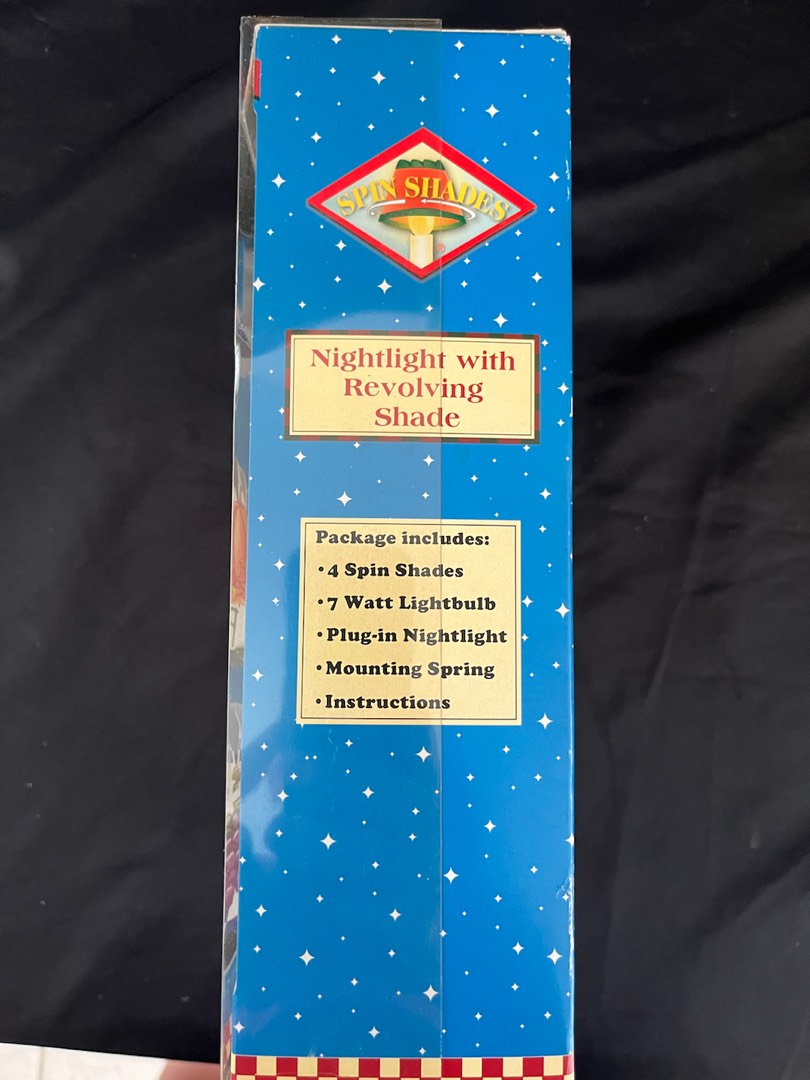 SPIN SHADES
®
Nightlight with
Revolving
Shade
Package includes:
•4 Spin Shades
•7 Watt Lightbulb
•Plug-in Nightlight
•Mounting Spring
•Instructions